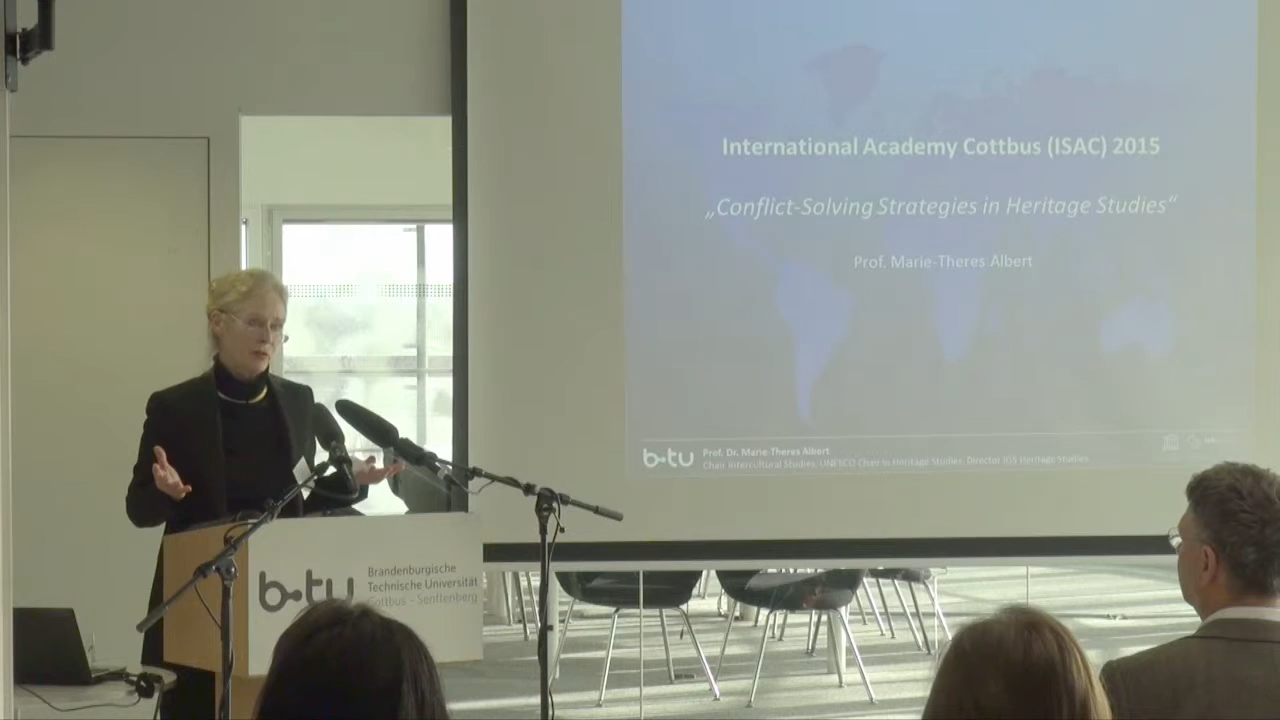 International Academy Cottbus (ISAC) 2015
„Conflict-Solving Strategies in Heritage Studies“
Prof. Marie-Theres Albert
b-tu
Prof. Dr. Marie-Theres Albert
Chair Intercultural Studies, UNESCO Chair in Heritage Studies, Director IGS Heritage Studies
b-tu
Brandenburgische
Technische Universität
Cottbus - Senftenberg